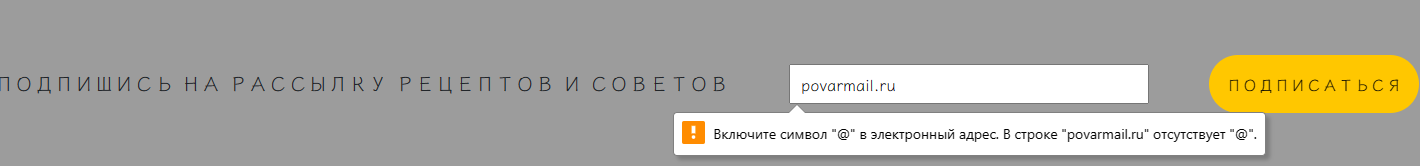 ПОДПИШИСЬ НА РАССЫЛКУ РЕЦЕПТОВ И СОВЕТОВ
povarmail.ru
ПОДПИСАТЬСЯ
Включите символ "@" в электронный адрес. В строке "povarmail.ru" отсутствует "@".